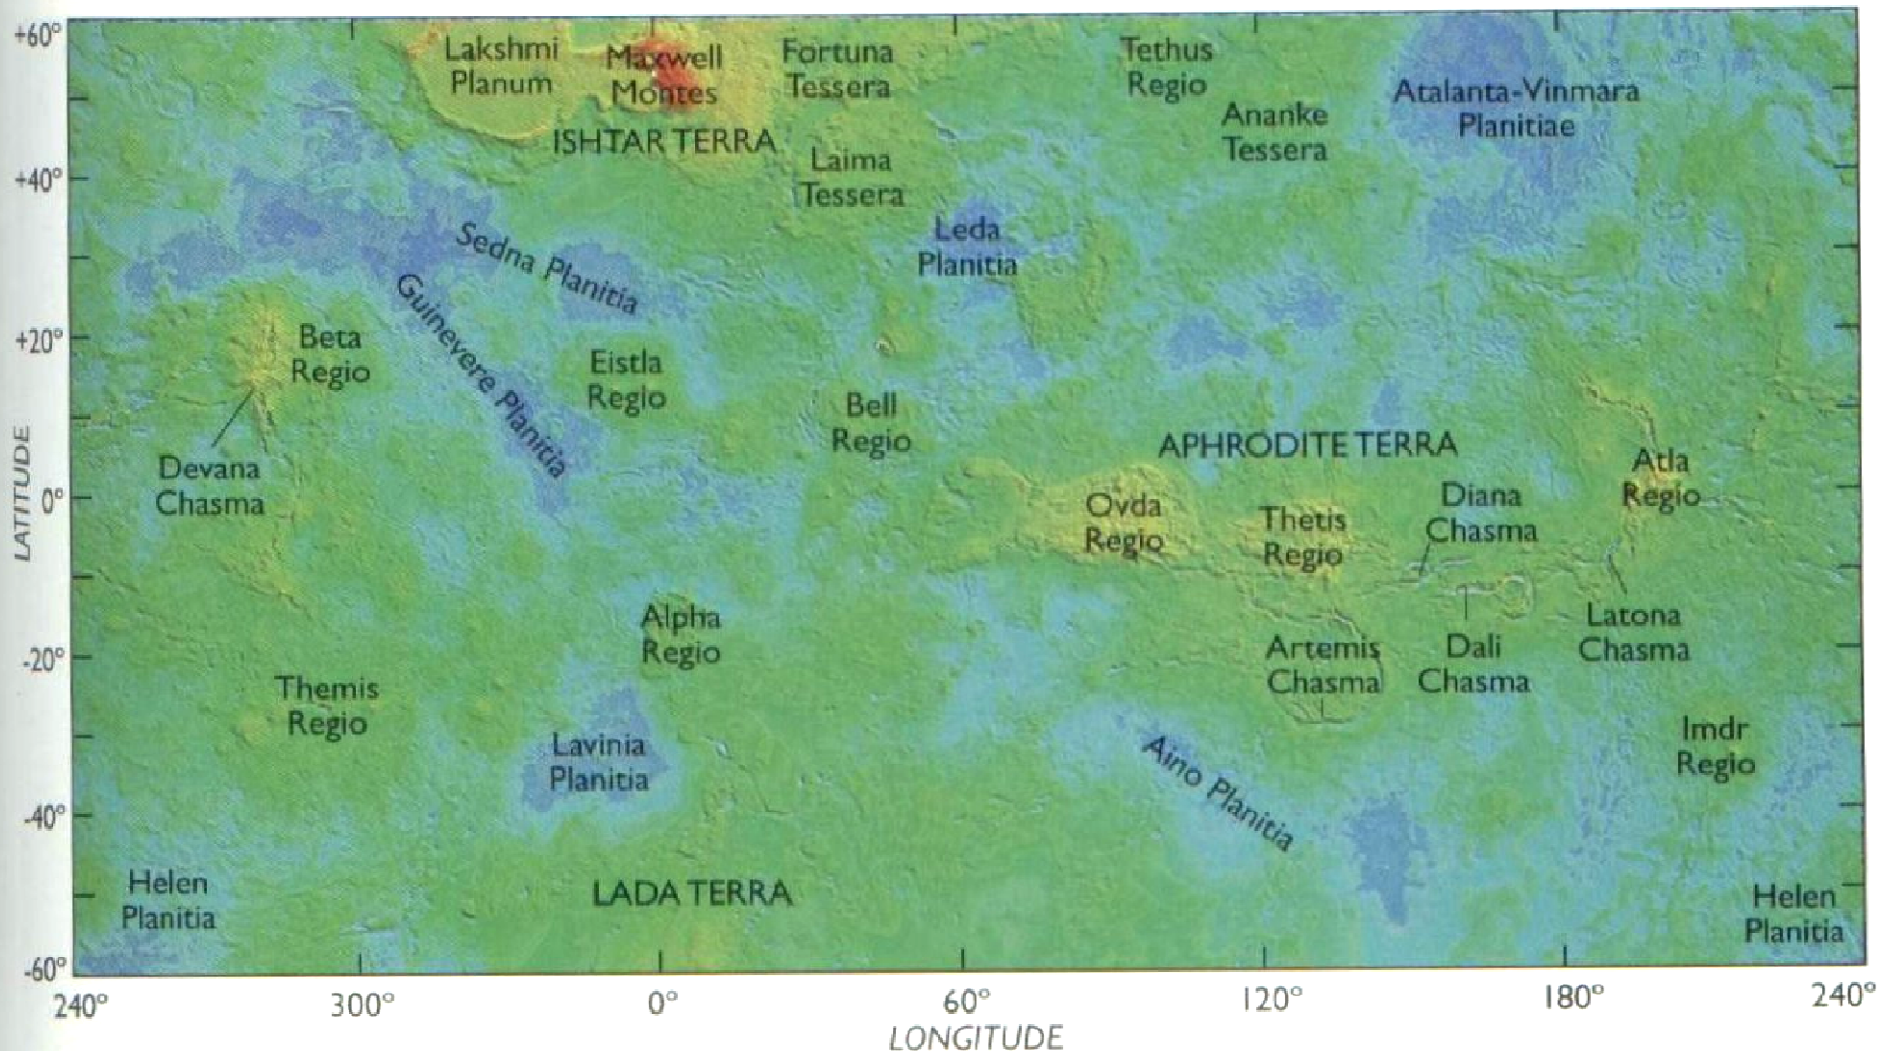 +60°
Lakshmi
Planum
Maxwell
Montes
Fortuna
Tessera
Tethus
Regio
Atalanta-Vinmara
Planitiae
Ananke
Tessera
ISHTAR TERRA
Laima
Tessera
+40°
Sedna Planitia
Leda
Planitia
Guinevere Planitia
+20°
Beta
Regio
Eistla
Regio
Bell
Regio
APHRODITE TERRA
Devana
Chasma
Atla
Regio
LATITUDE
0°
Ovda
Regio
Thetis
Regio
Diana
Chasma
Alpha
Regio
Latona
Chasma
Artemis
Chasma
Dali
Chasma
-20°
Themis
Regio
Lavinia
Planitia
Aino Planitia
Imdr
Regio
-40°
Helen
Planitia
LADA TERRA
Helen
Planitia
-60°
240°
300°
0°
60°
120°
180°
240°
LONGITUDE